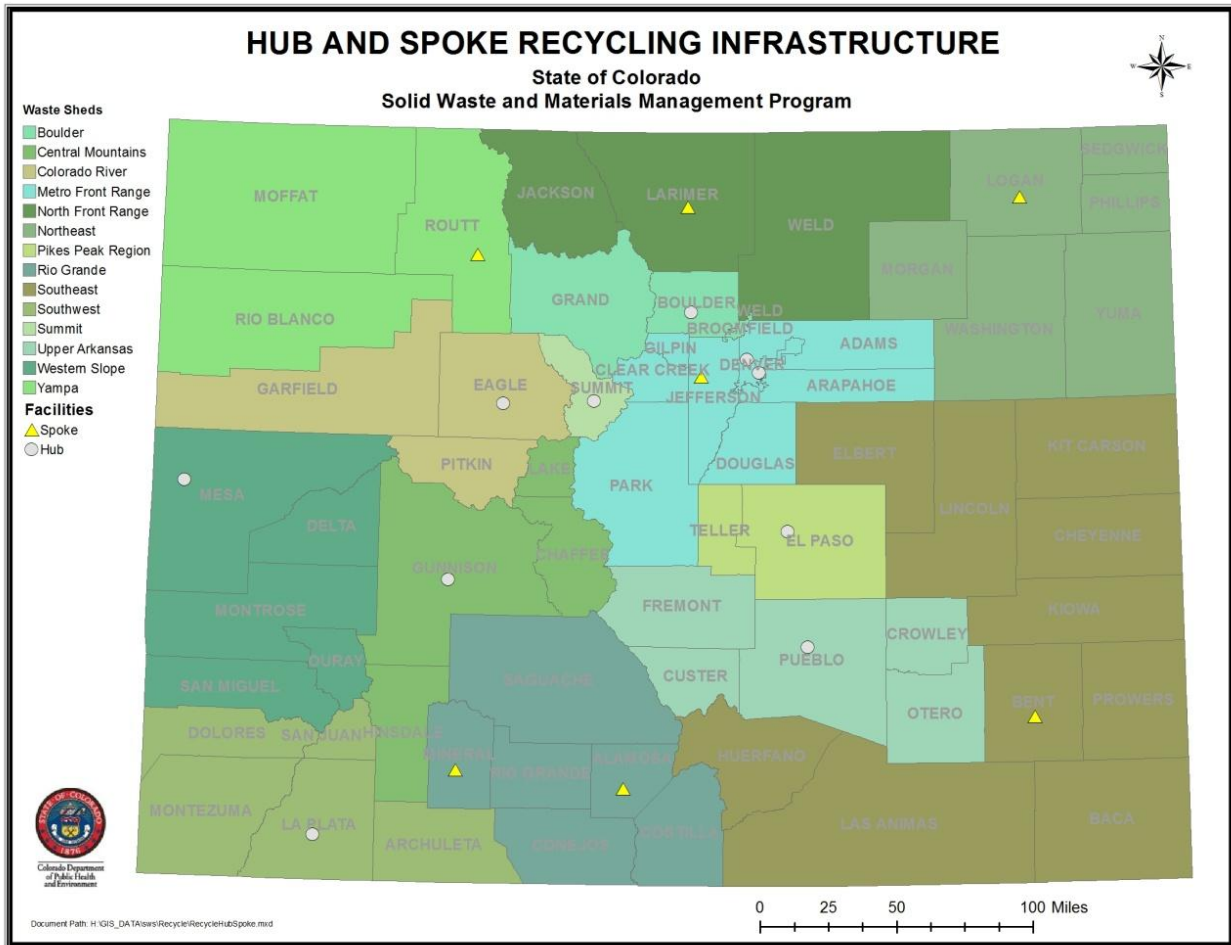 HUB AND SPOKE RECYCLING INFRASTRUCTURE
State of Colorado
Solid Waste and Materials Management Program
W
E
S
Waste Sheds
Boulder
Central Mountains
Colorado River
Metro Front Range
North Front Range
Northeast
Pikes Peak Region
Rio Grande
Southeast
Southwest
Summit
Upper Arkansas
Western Slope
Yampa
Facilities
Spoke
Hub
MOFFAT
ROUTT
JACKSON
LARIMER
WELD
LOGAN
SEDGWICK
PHILLIPS
MORGAN
RIO BLANCO
GRAND
BOULDER
WELD
BROOMFIELD
WASHINGTON
YUMA
GILPIN
ADAMS
CLEAR CREEK
DENVER
GARFIELD
EAGLE
SUMMIT
JEFFERSON
ARAPAHOE
PITKIN
LAKE
PARK
DOUGLAS
ELBERT
KIT CARSON
MESA
DELTA
LINCOLN
TELLER
EL PASO
CHEYENNE
GUNNISON
CHAFFEE
MONTROSE
FREMONT
KIOWA
CROWLEY
OURAY
PUEBLO
SAGUACHE
CUSTER
SAN MIGUEL
BENT
PROWERS
OTERO
DOLORES
SAN JUAN
HINSDALE
MINERAL
RIO GRANDE
ALAMOSA
HUERFANO
MONTEZUMA
LA PLATA
ARCHULETA
CONEJOS
COSTILLA
LAS ANIMAS
BACA
STATE OF COLORADO
1876
Colorado Department
of Public Health
and Environment
Document Path: H:\GIS_DATA\sws\Recycle\RecycleHubSpoke.mxd
0 25 50 100 Miles